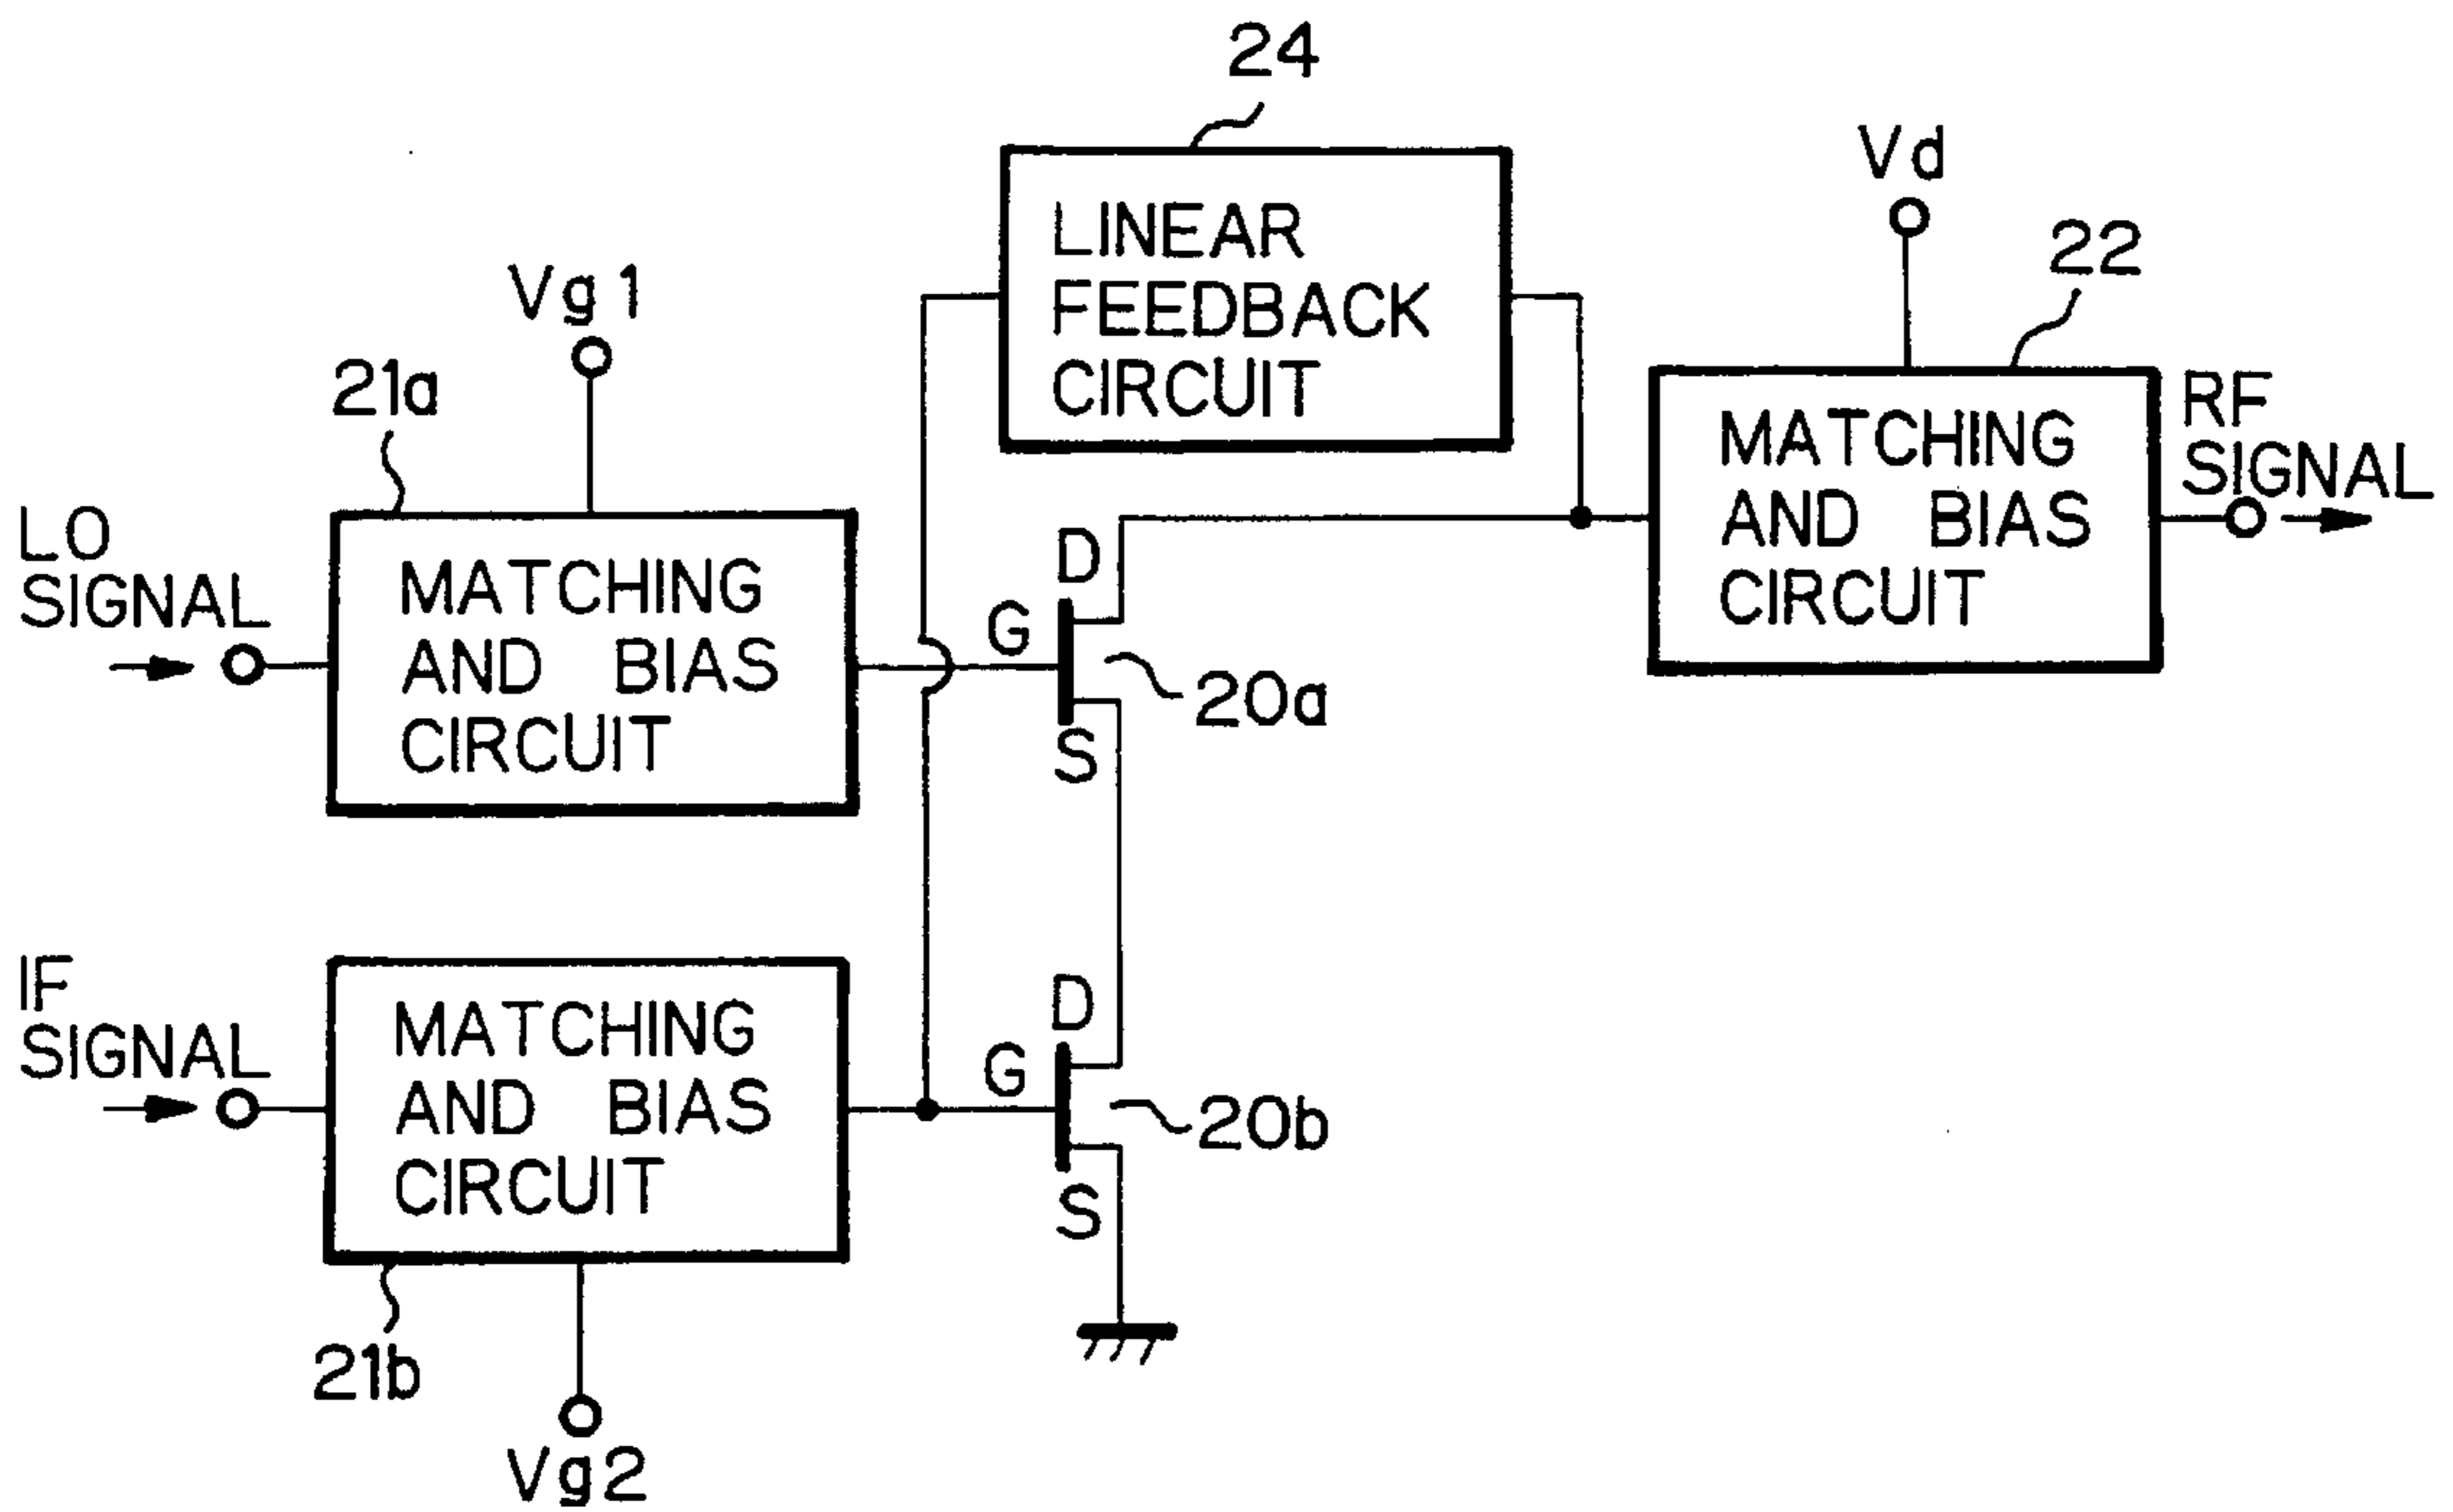 24
LINEAR
FEEDBACK
CIRCUIT
Vd
22
MATCHING
AND BIAS
CIRCUIT
RF
SIGNAL
Vg1
21a
LO
SIGNAL
MATCHING
AND BIAS
CIRCUIT
D
G
S
20a
IF
SIGNAL
MATCHING
AND BIAS
CIRCUIT
D
G
S
20b
21b
Vg2